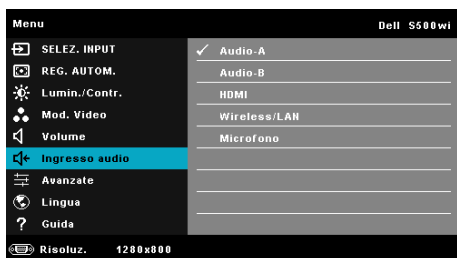 Menu Dell S500wi
SELEZ. INPUT
REG. AUTOM.
Lumin./Contr.
Mod. Video
Volume
Ingresso audio
Avanzate
Lingua
? Guida
Audio-A
Audio-B
HDMI
Wireless/LAN
Microfono
Risoluz. 1280x800